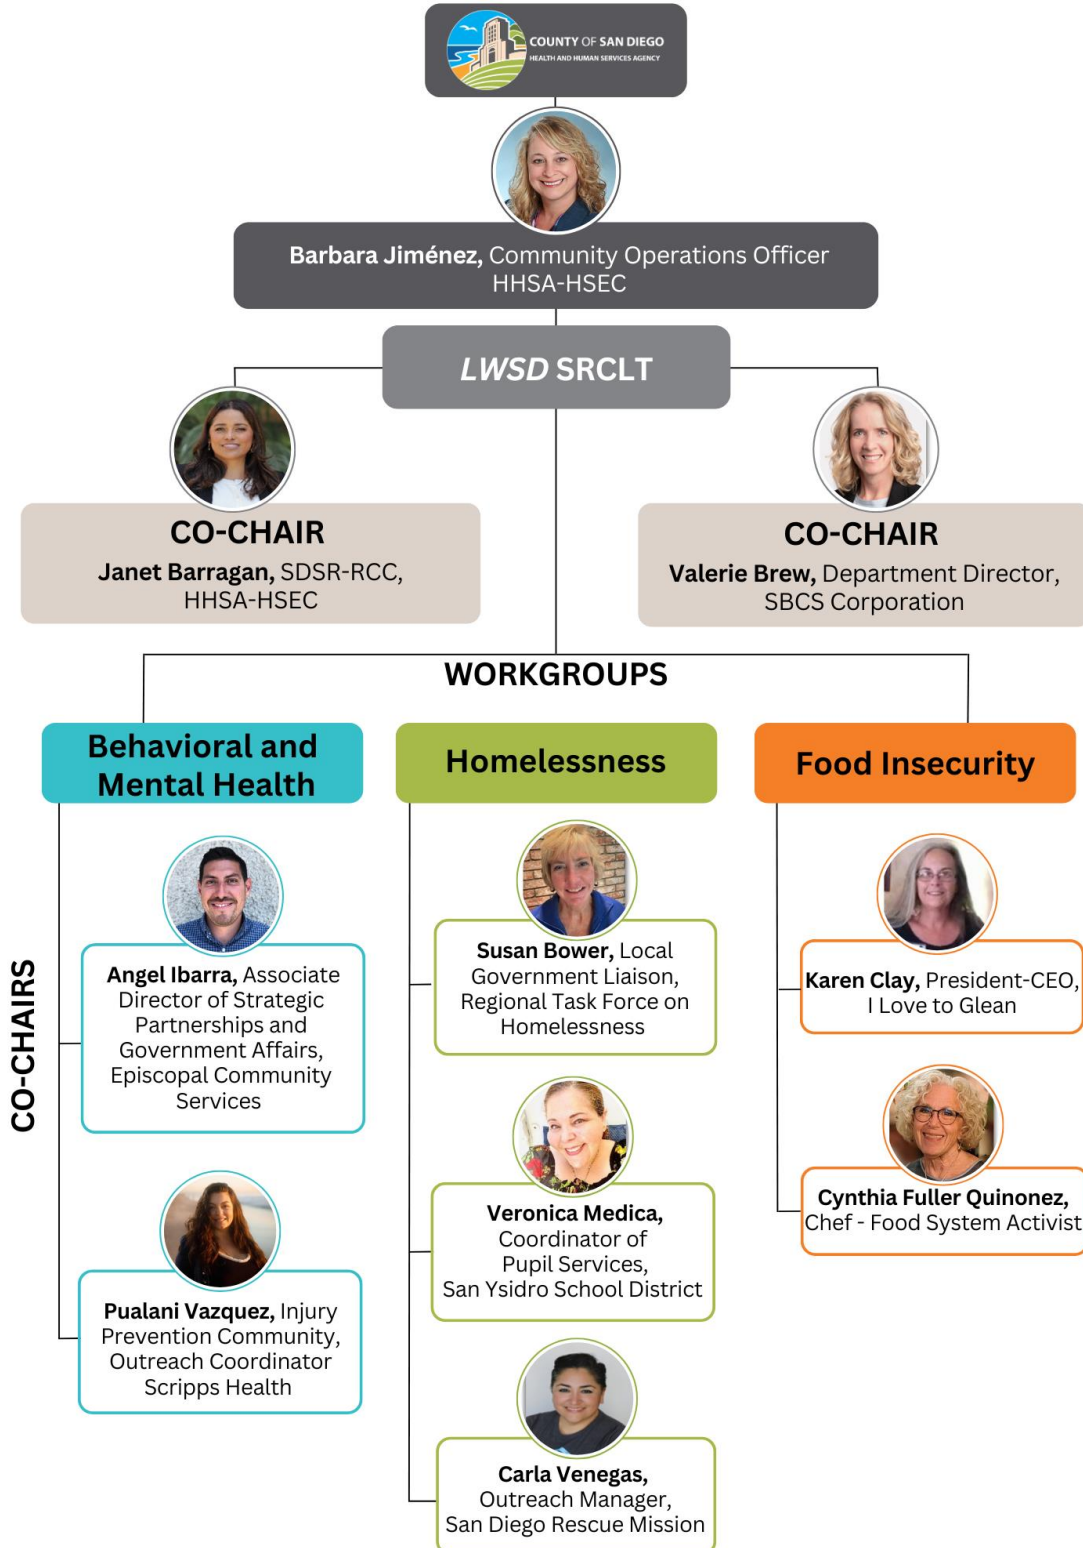 COUNTY OF SAN DIEGO
HEALTH AND HUMAN SERVICES AGENCY
Barbara Jiménez, Community Operations Officer
HHSA-HSEC
LWSD SRCLT
CO-CHAIR
Janet Barragan, SDSR-RCC,
HHSA-HSEC
CO-CHAIR
Valerie Brew, Department Director,
SBCS Corporation
WORKGROUPS
CO-CHAIRS
Behavioral and
Mental Health
Angel Ibarra, Associate
Director of Strategic
Partnerships and
Government Affairs,
Episcopal Community
Services
Pualani Vazquez, Injury
Prevention Community,
Outreach Coordinator
Scripps Health
Homelessness
Susan Bower, Local
Government Liaison,
Regional Task Force on
Homelessness
Veronica Medica,
Coordinator of
Pupil Services,
San Ysidro School District
Carla Venegas,
Outreach Manager,
San Diego Rescue Mission
Food Insecurity
Karen Clay, President-CEO,
I Love to Glean
Cynthia Fuller Quinonez,
Chef - Food System Activist